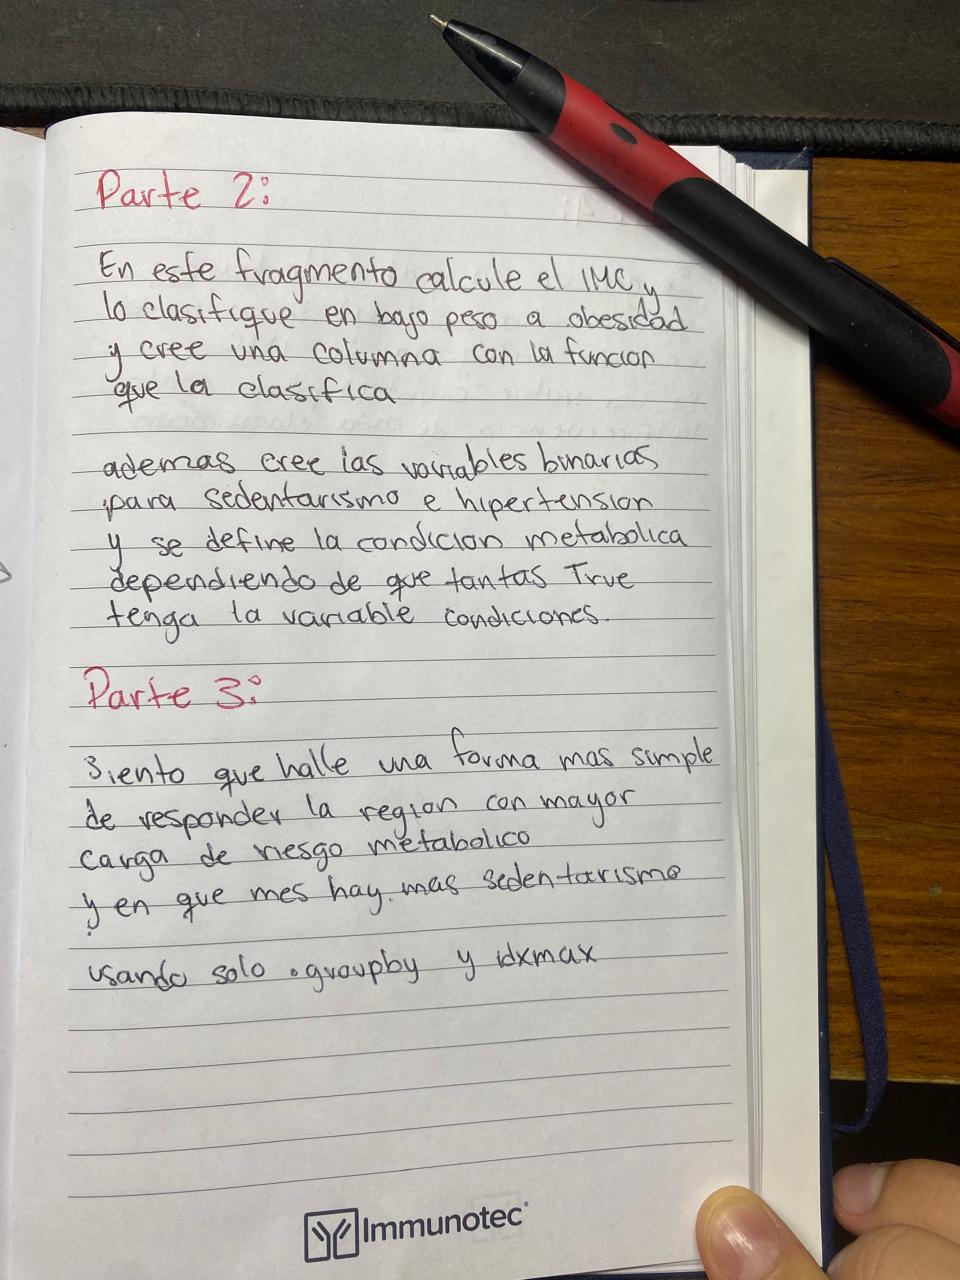 Parte 2:
En este fragmento calcule el IMC y
lo clasifique en bajo peso a obesidad
y cree una columna con la funcion
que la clasifica
ademas cree las variables binarias
para sedentarismo e hipertension
y se define la condicion metabolica
dependiendo de que tantas True
tenga la variable condiciones.
Parte 3:
Siento que halle una forma mas simple
de responder la region con mayor
carga de riesgo metabolico
y en que mes hay mas sedentarismo
usando solo .groupby y idxmax
Immunotec